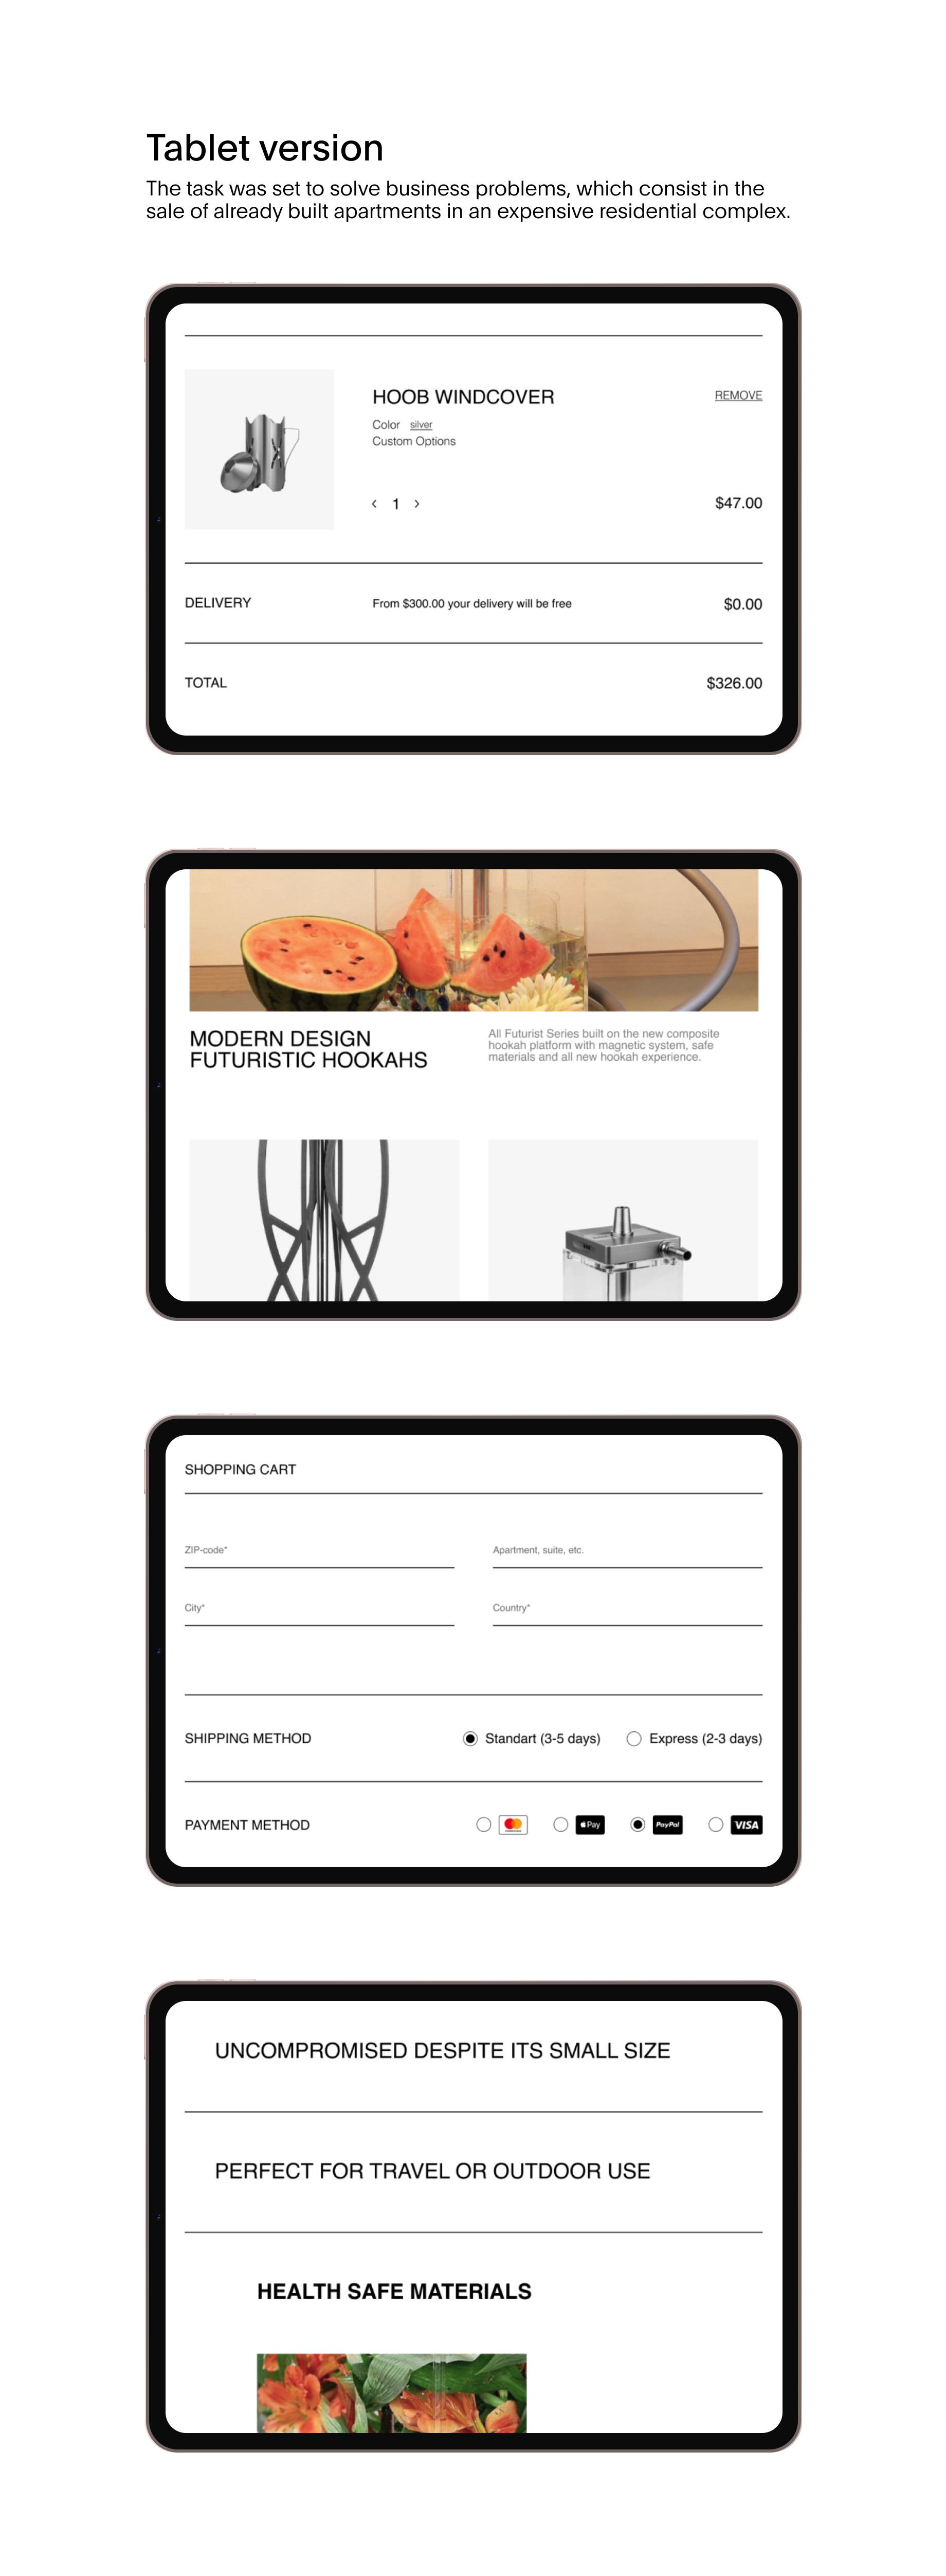 Tablet version
The task was set to solve business problems, which consist in the
sale of already built apartments in an expensive residential complex.
HOOB WINDCOVER
REMOVE
Color silver
Custom Options
‹ 1 ›
$47.00
DELIVERY
From $300.00 your delivery will be free
$0.00
TOTAL
$326.00
MODERN DESIGN
FUTURISTIC HOOKAHS
All Futurist Series built on the new composite
hookah platform with magnetic system, safe
materials and all new hookah experience.
SHOPPING CART
ZIP-code*
Apartment, suite, etc.
City*
Country*
SHIPPING METHOD
Standart (3-5 days)
Express (2-3 days)
PAYMENT METHOD
Pay
PayPal
VISA
UNCOMPROMISED DESPITE ITS SMALL SIZE
PERFECT FOR TRAVEL OR OUTDOOR USE
HEALTH SAFE MATERIALS